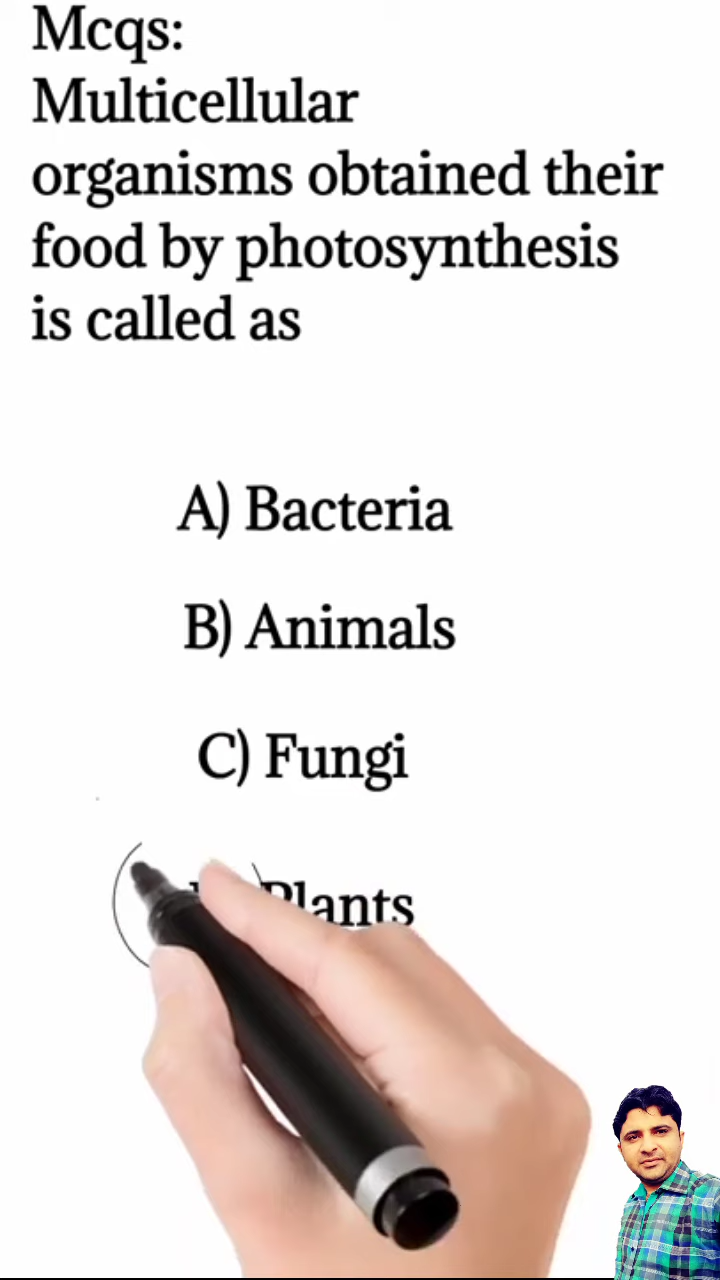 Mcqs:
Multicellular
organisms obtained their
food by photosynthesis
is called as
A) Bacteria
B) Animals
C) Fungi
Plants